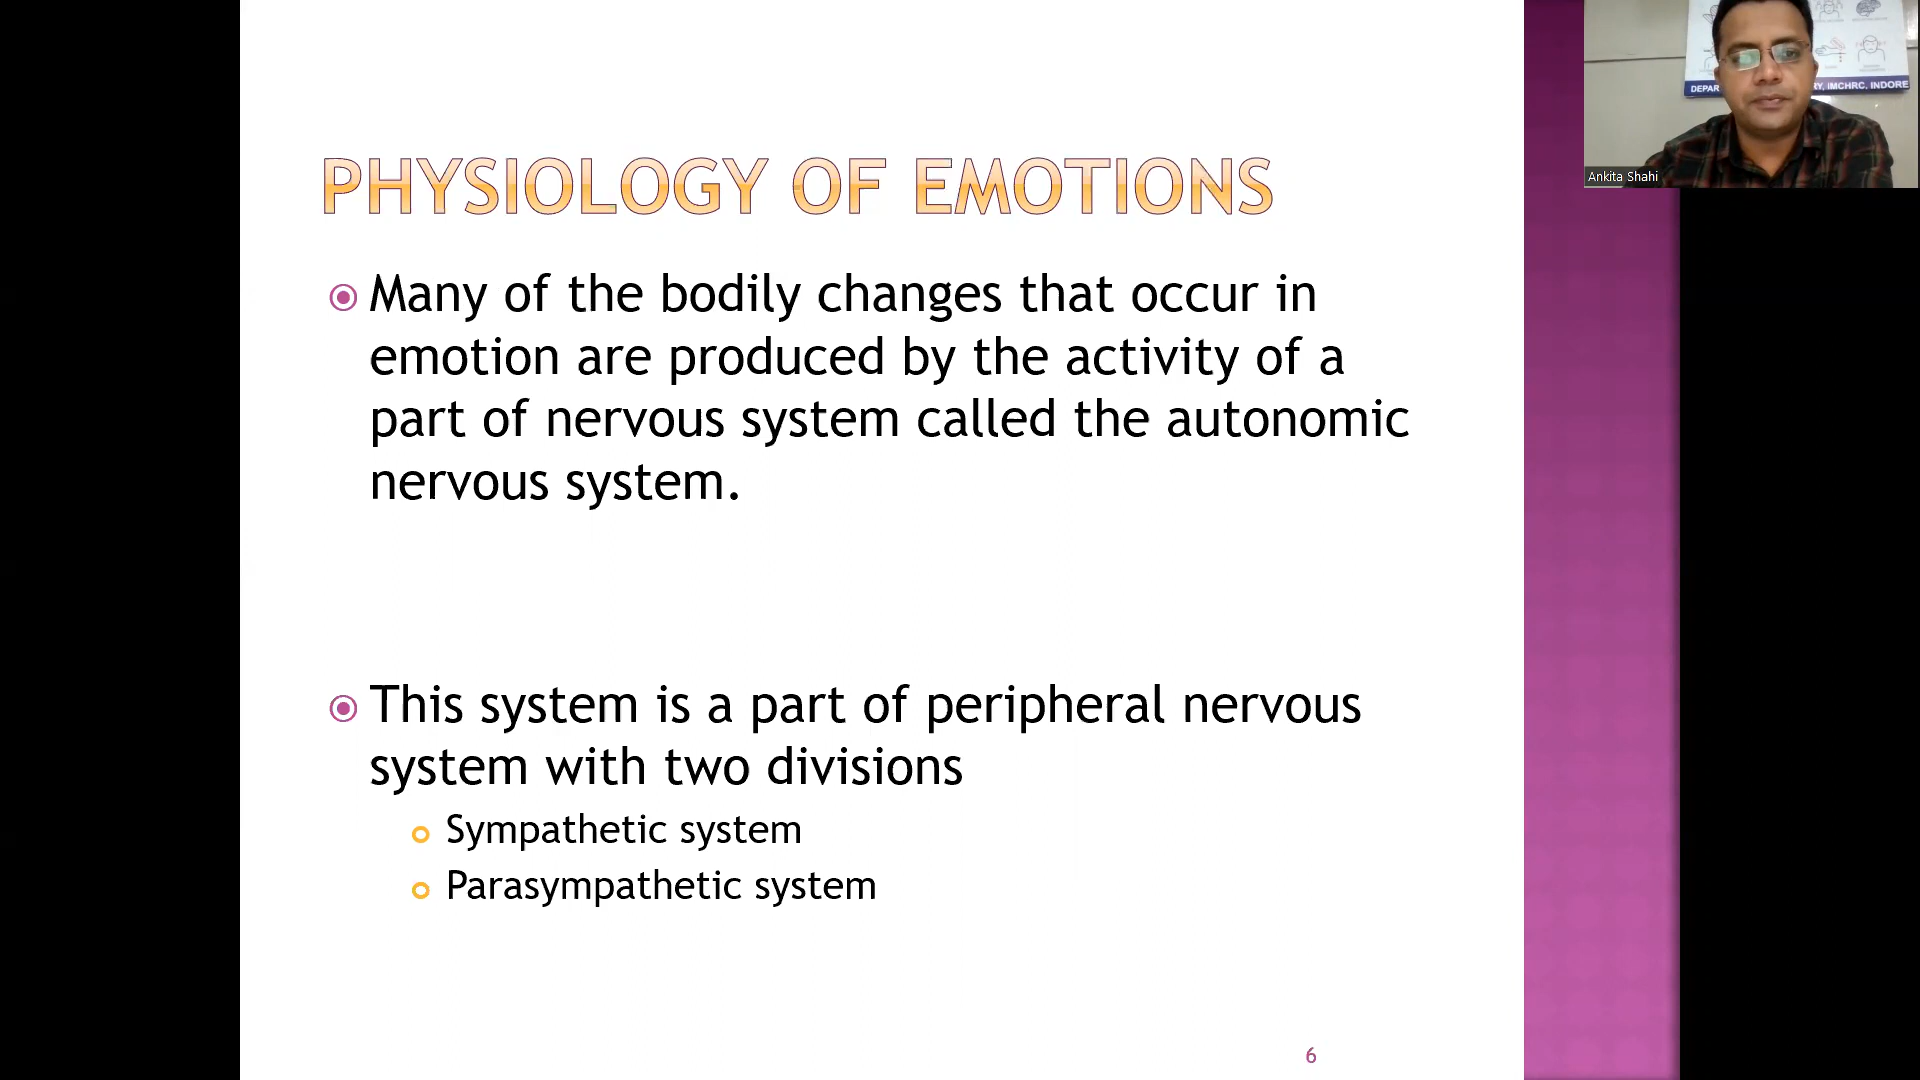 PHYSIOLOGY OF EMOTIONS
Many of the bodily changes that occur in
emotion are produced by the activity of a
part of nervous system called the autonomic
nervous system.
This system is a part of peripheral nervous
system with two divisions
Sympathetic system
Parasympathetic system
6
DEPAR RY, IMCHRC, INDORE
Ankita Shahi